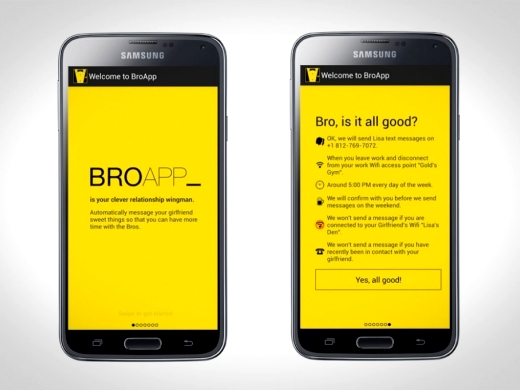 SAMSUNG
Welcome to BroApp
BROAPP_
is your clever relationship wingman.
Automatically message your girlfriend
sweet things so that you can have more
time with the Bros.
Swipe to get started
SAMSUNG
Welcome to BroApp
Bro, is it all good?
OK, we will send Lisa text messages on
+1 812-769-7072.
When you leave work and disconnect
from your work Wifi access point "Gold's
Gym".
Around 5:00 PM every day of the week.
We will confirm with you before we send
messages on the weekend.
We won't send a message if you are
connected to your Girlfriend's Wifi "Lisa's
Den".
We won't send a message if you have
recently been in contact with your
girlfriend.
Yes, all good!